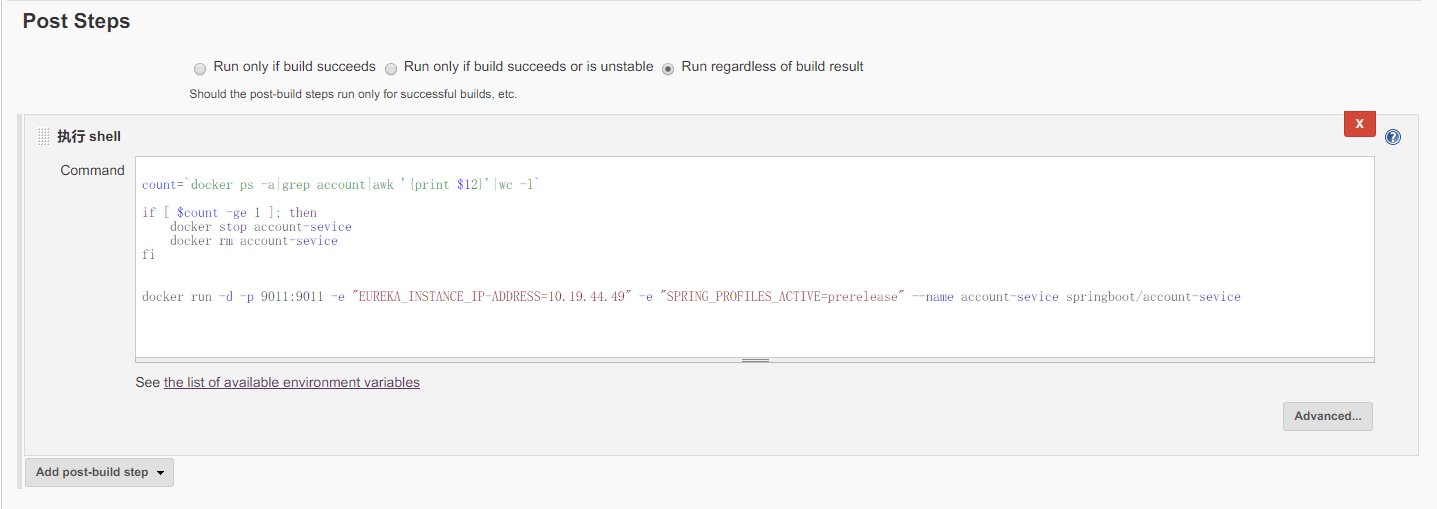 Post Steps
Run only if build succeeds Run only if build succeeds or is unstable Run regardless of build result
Should the post-build steps run only for successful builds, etc.
X
执行 shell
?
Command
count=`docker ps -a|grep account|awk '{print $12}'|wc -l`
if [ $count -ge 1 ]; then
docker stop account-sevice
docker rm account-sevice
fi
docker run -d -p 9011:9011 -e "EUREKA_INSTANCE_IP-ADDRESS=10.19.44.49" -e "SPRING_PROFILES_ACTIVE=prerelease" --name account-sevice springboot/account-sevice
See the list of available environment variables
Advanced...
Add post-build step